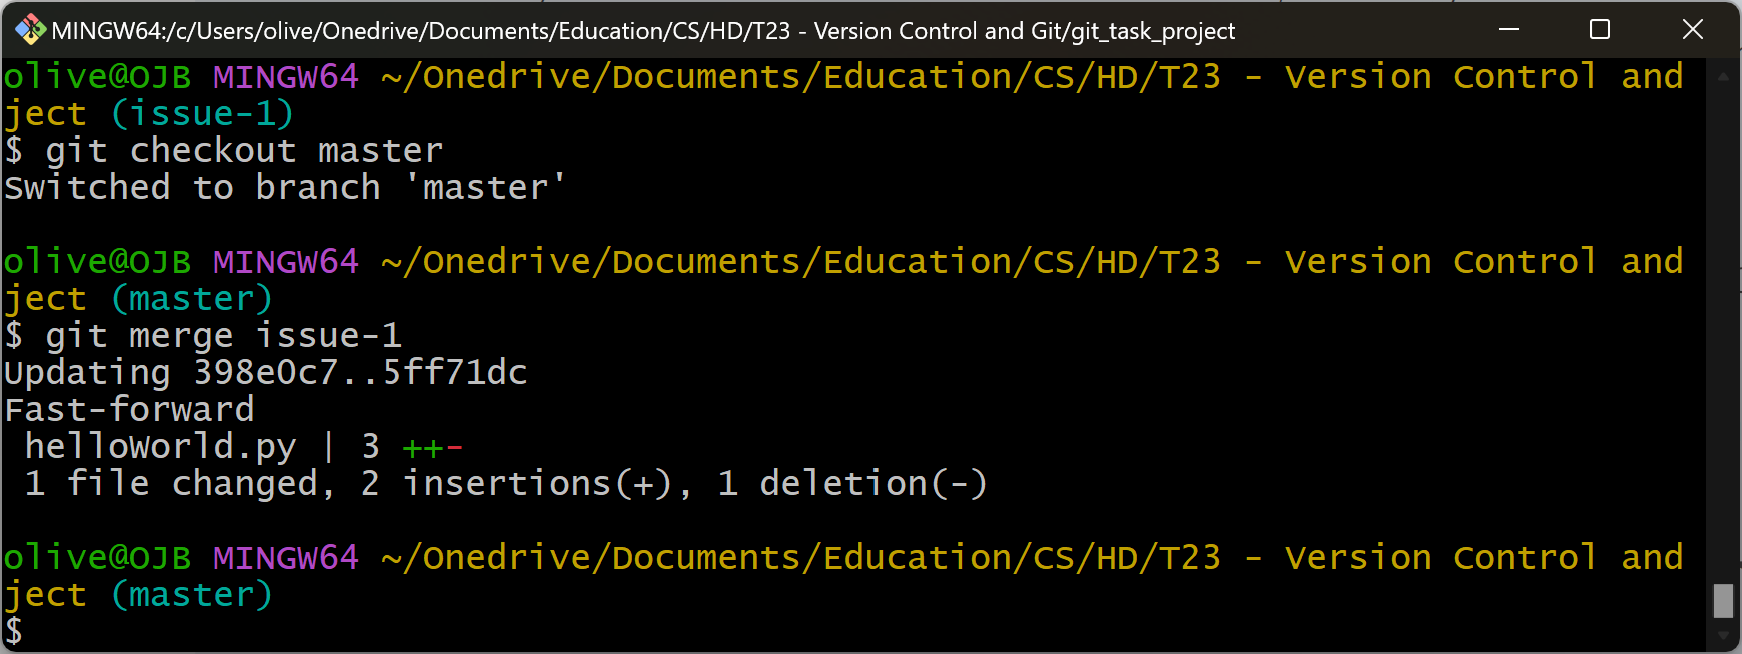 MINGW64:/c/Users/olive/Onedrive/Documents/Education/CS/HD/T23 - Version Control and Git/git_task_project
olive@OJB MINGW64 ~/Onedrive/Documents/Education/CS/HD/T23 - Version Control and
ject (issue-1)
$ git checkout master
Switched to branch 'master'
olive@OJB MINGW64 ~/Onedrive/Documents/Education/CS/HD/T23 - Version Control and
ject (master)
$ git merge issue-1
Updating 398e0c7..5ff71dc
Fast-forward
 helloWorld.py | 3 ++-
 1 file changed, 2 insertions(+), 1 deletion(-)
olive@OJB MINGW64 ~/Onedrive/Documents/Education/CS/HD/T23 - Version Control and
ject (master)
$